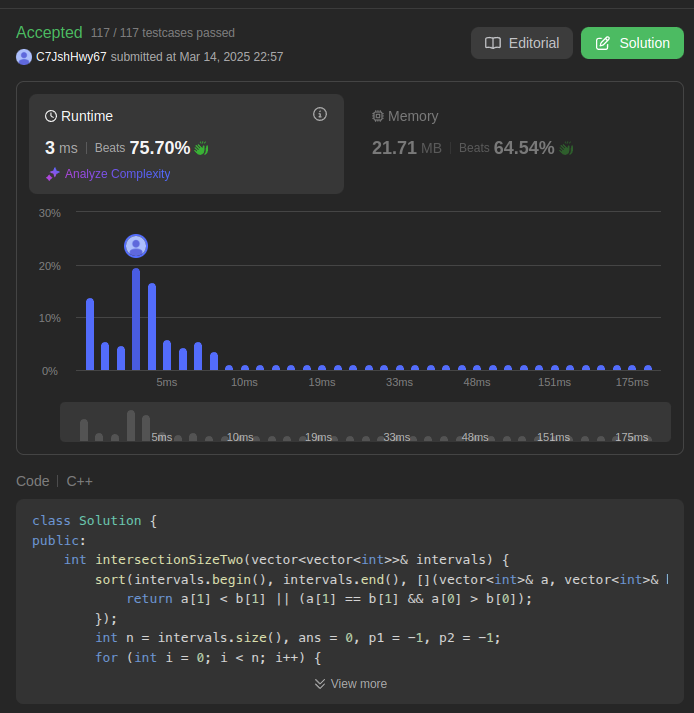 Accepted 117 / 117 testcases passed
C7JshHwy67 submitted at Mar 14, 2025 22:57
Editorial
Solution
Runtime
3 ms | Beats 75.70%
Analyze Complexity
Memory
21.71 MB | Beats 64.54%
30%
20%
10%
0%
5ms 10ms 19ms 33ms 48ms 151ms 175ms
5ms 10ms 19ms 33ms 48ms 151ms 175ms
Code | C++
class Solution {
public:
int intersectionSizeTwo(vector<vector<int>>& intervals) {
sort(intervals.begin(), intervals.end(), [](vector<int>& a, vector<int>&
return a[1] < b[1] || (a[1] == b[1] && a[0] > b[0]);
});
int n = intervals.size(), ans = 0, p1 = -1, p2 = -1;
for (int i = 0; i < n; i++) {
View more